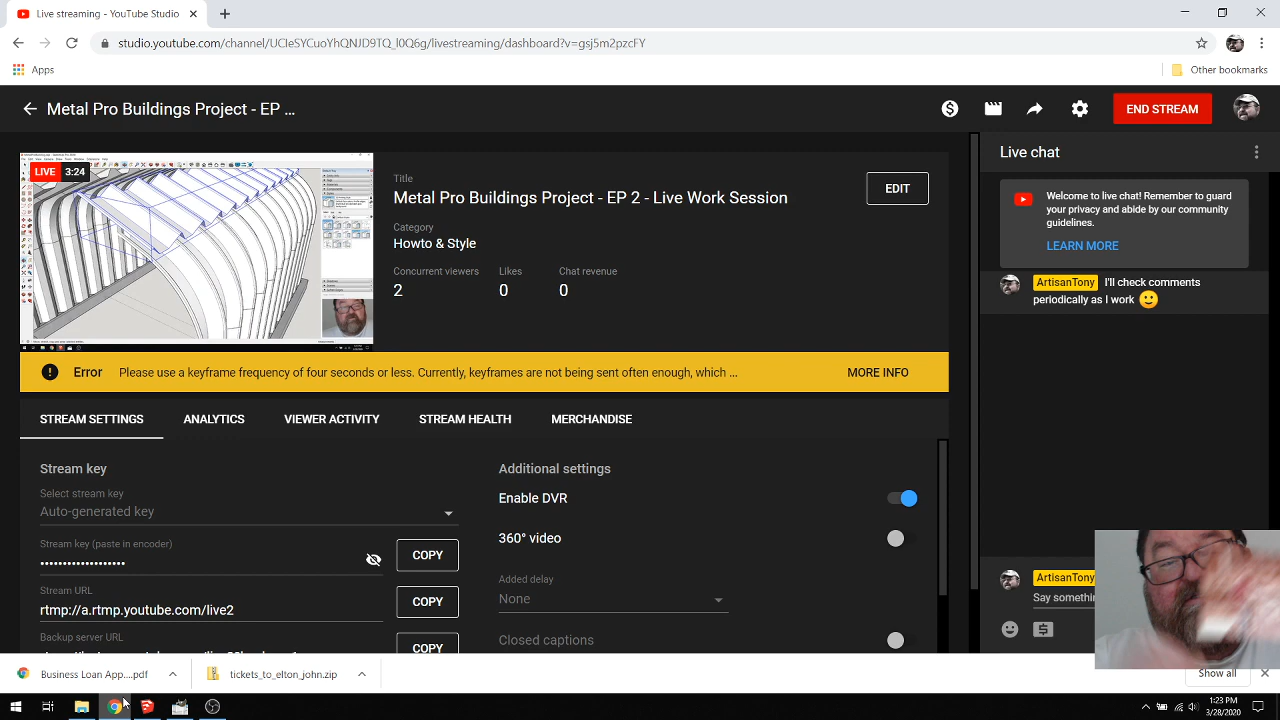 Live streaming - YouTube Studio
studio.youtube.com/channel/UCIeSYCuoYhQNJD9TQ_l0Q6g/livestreaming/dashboard?v=gsj5m2pzcFY
Apps
Other bookmarks
Metal Pro Buildings Project - EP ...
END STREAM
LIVE 3:24
Title
Metal Pro Buildings Project - EP 2 - Live Work Session
EDIT
Category
Howto & Style
Concurrent viewers Likes Chat revenue
2 0 0
Error Please use a keyframe frequency of four seconds or less. Currently, keyframes are not being sent often enough, which ... MORE INFO
STREAM SETTINGS ANALYTICS VIEWER ACTIVITY STREAM HEALTH MERCHANDISE
Stream key
Select stream key
Auto-generated key
Stream key (paste in encoder)
••••••••••••••••••• COPY
Stream URL
rtmp://a.rtmp.youtube.com/live2 COPY
Backup server URL
COPY
Additional settings
Enable DVR
360° video
Added delay
None
Closed captions
Live chat
Welcome to live chat! Remember to guard
your privacy and abide by our community
guidelines.
LEARN MORE
ArtisanTony I'll check comments
periodically as I work
ArtisanTony
Say somethin
Business Loan App....pdf
tickets_to_elton_john.zip
Show all
1:23 PM
3/28/2020